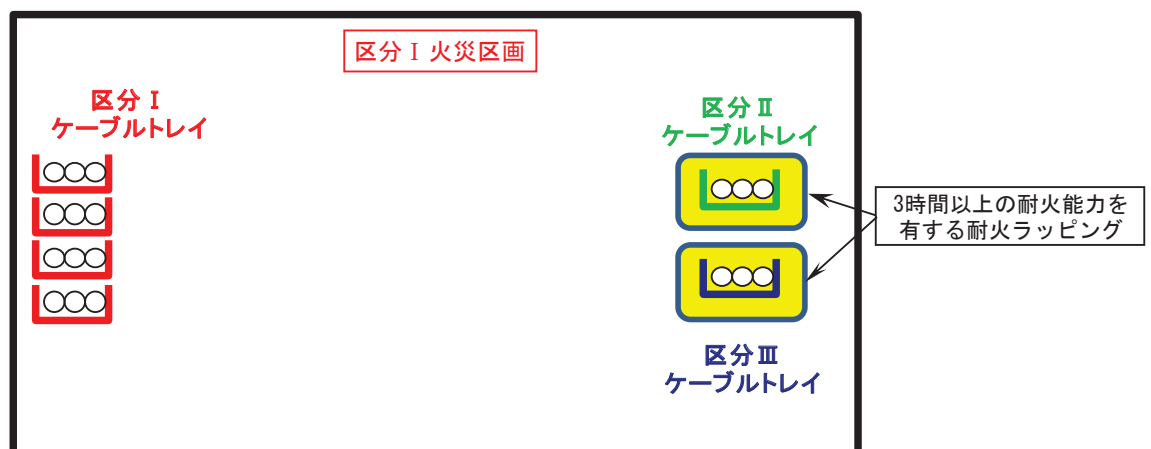 区分Ⅰ 火災区画
区分Ⅰ
ケーブルトレイ
区分Ⅱ
ケーブルトレイ
3時間以上の耐火能力を
有する耐火ラッピング
区分Ⅲ
ケーブルトレイ